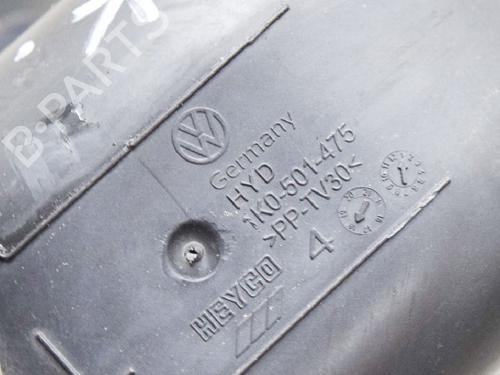 B-PARTS
Germany
HYD
1K0-501-475
>PP-TV30<
4
HEYCO